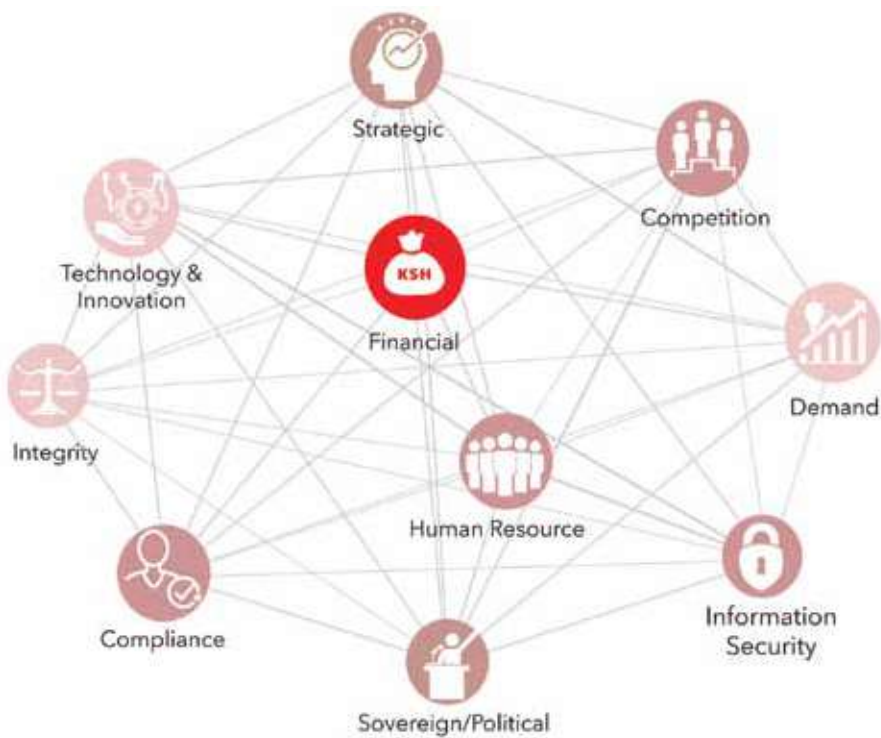 Strategic
Competition
Technology &
Innovation
KSH
Financial
Demand
Integrity
Human Resource
Information
Security
Compliance
Sovereign/Political